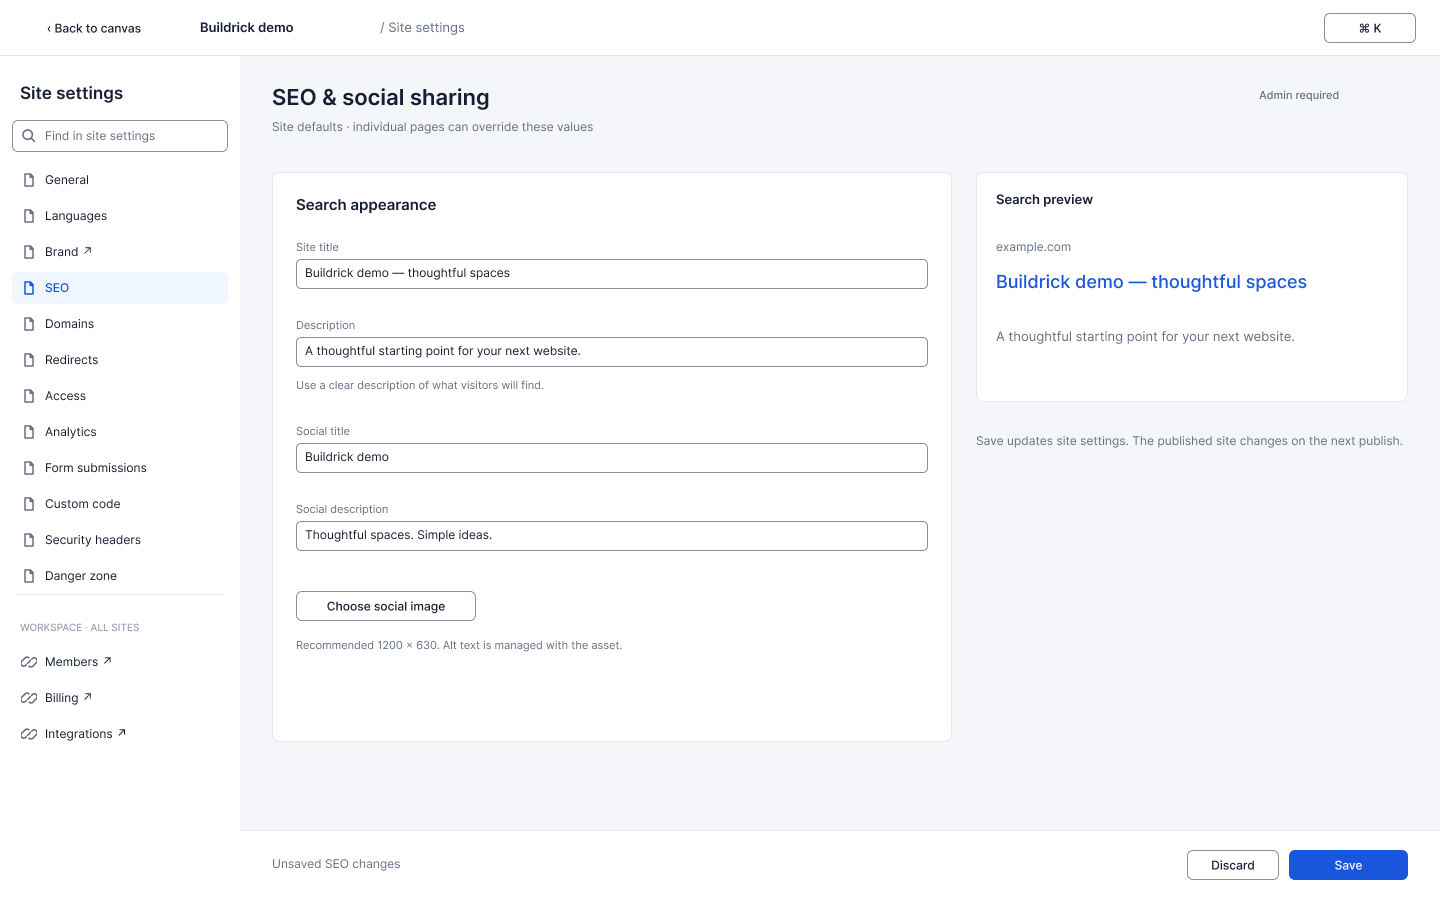 ‹ Back to canvas
Buildrick demo
/ Site settings
⌘ K
Site settings
Find in site settings
General
Languages
Brand ↗
SEO
Domains
Redirects
Access
Analytics
Form submissions
Custom code
Security headers
Danger zone
WORKSPACE · ALL SITES
Members ↗
Billing ↗
Integrations ↗
SEO & social sharing
Admin required
Site defaults · individual pages can override these values
Search appearance
Site title
Buildrick demo — thoughtful spaces
Description
A thoughtful starting point for your next website.
Use a clear description of what visitors will find.
Social title
Buildrick demo
Social description
Thoughtful spaces. Simple ideas.
Choose social image
Recommended 1200 × 630. Alt text is managed with the asset.
Search preview
example.com
Buildrick demo — thoughtful spaces
A thoughtful starting point for your next website.
Save updates site settings. The published site changes on the next publish.
Unsaved SEO changes
Discard
Save